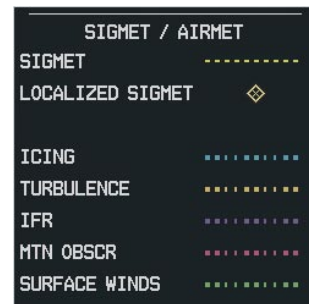 SIGMET / AIRMET
SIGMET
LOCALIZED SIGMET
ICING
TURBULENCE
IFR
MTN OBSCR
SURFACE WINDS